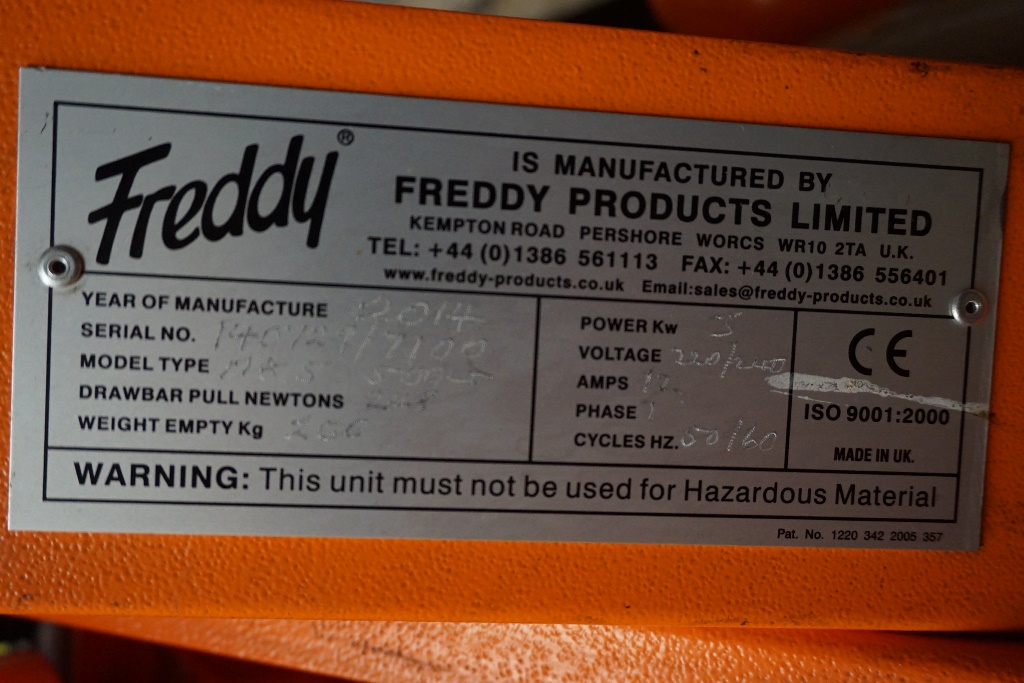 Freddy®
IS MANUFACTURED BY
FREDDY PRODUCTS LIMITED
KEMPTON ROAD PERSHORE WORCS WR10 2TA U.K.
TEL: +44 (0)1386 561113 FAX: +44 (0)1386 556401
www.freddy-products.co.uk Email:sales@freddy-products.co.uk
YEAR OF MANUFACTURE 2014
SERIAL NO.
MODEL TYPE
DRAWBAR PULL NEWTONS
WEIGHT EMPTY Kg
POWER Kw 3
VOLTAGE 220/240
AMPS
PHASE 1
CYCLES HZ. 50/60
CE
ISO 9001:2000
MADE IN UK.
WARNING: This unit must not be used for Hazardous Material
Pat. No. 1220 342 2005 357